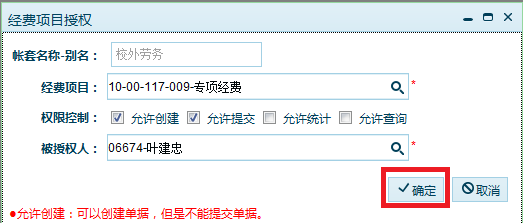 经费项目授权
帐套名称-别名： 校外劳务
经费项目： 10-00-117-009-专项经费 *
权限控制： 允许创建 允许提交 允许统计 允许查询
被授权人： 06674-叶建忠 *
确定 取消
●允许创建：可以创建单据，但是不能提交单据。